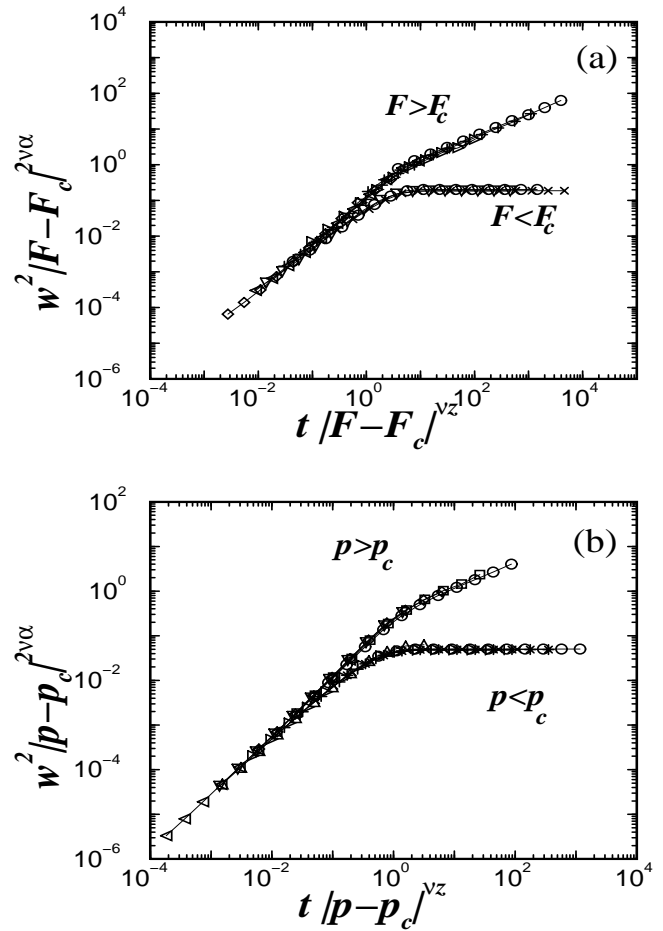 (a)
10^4
10^2
10^0
10^-2
10^-4
10^-6
w^2 |F−F_c|^2να
F>F_c
F<F_c
10^-4 10^-2 10^0 10^2 10^4
t |F−F_c|^νz
(b)
10^2
10^0
10^-2
10^-4
10^-6
w^2 |p−p_c|^2να
p>p_c
p<p_c
10^-4 10^-2 10^0 10^2 10^4
t |p−p_c|^νz